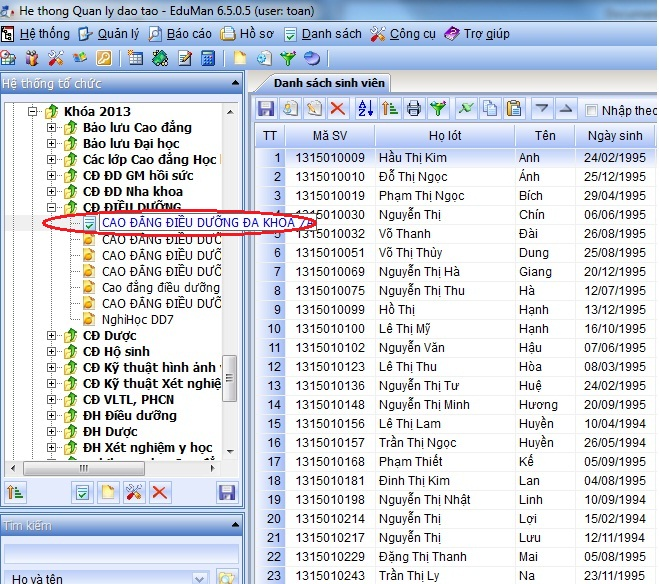 He thong Quan ly dao tao - EduMan 6.5.0.5 (user: toan)
Hệ thống Quản lý Báo cáo Hồ sơ Danh sách Công cụ Trợ giúp
Hệ thống tổ chức
Khóa 2013
Bảo lưu Cao đẳng
Bảo lưu Đại học
Các lớp Cao đẳng Học
CĐ ĐD GM hồi sức
CĐ ĐD Nha khoa
CĐ ĐIỀU DƯỠNG
CAO ĐẲNG ĐIỀU DƯỠNG ĐA KHOA 7A
CAO ĐẲNG ĐIỀU DƯỠ
CAO ĐẲNG ĐIỀU DƯỠ
CAO ĐẲNG ĐIỀU DƯỠ
Cao đẳng điều dưỡng
CAO ĐẲNG ĐIỀU DƯỠ
NghiHọc DD7
CĐ Dược
CĐ Hộ sinh
CĐ Kỹ thuật hình ảnh
CĐ Kỹ thuật Xét nghiệ
CĐ VLTL, PHCN
ĐH Điều dưỡng
ĐH Dược
ĐH Xét nghiệm y học
Tìm kiếm
Họ và tên
Danh sách sinh viên
Nhập theo
TT Mã SV Họ lót Tên Ngày sinh
1 1315010009 Hầu Thị Kim Anh 24/02/1995
2 1315010010 Đỗ Thị Ngọc Ánh 25/12/1995
3 1315010019 Phạm Thị Ngọc Bích 29/04/1995
1315010030 Nguyễn Thị Chín 06/06/1995
5 1315010032 Võ Thanh Đài 26/08/1995
6 1315010051 Võ Thị Thủy Dung 25/08/1995
7 1315010069 Nguyễn Thị Hà Giang 20/12/1995
8 1315010075 Nguyễn Thị Thu Hà 12/07/1995
9 1315010099 Hồ Thị Hạnh 13/12/1995
10 1315010100 Lê Thị Mỹ Hạnh 16/10/1995
11 1315010102 Nguyễn Văn Hậu 17/06/1995
12 1315010123 Lê Thị Thu Hòa 08/03/1995
13 1315010136 Nguyễn Thị Tư Huệ 24/02/1995
14 1315010148 Nguyễn Thị Minh Hương 20/09/1995
15 1315010156 Lê Thị Lam Huyền 10/04/1994
16 1315010157 Trần Thị Ngọc Huyền 26/05/1994
17 1315010168 Phạm Thiết Kế 05/09/1995
18 1315010181 Đinh Thị Kim Lan 04/08/1995
19 1315010198 Nguyễn Thị Nhật Linh 10/09/1994
20 1315010214 Nguyễn Thị Lợi 15/02/1994
21 1315010217 Nguyễn Thị Lưu 12/11/1994
22 1315010229 Đặng Thị Thanh Mai 05/08/1995
23 1315010243 Trần Thị Ly Na 23/11/1995